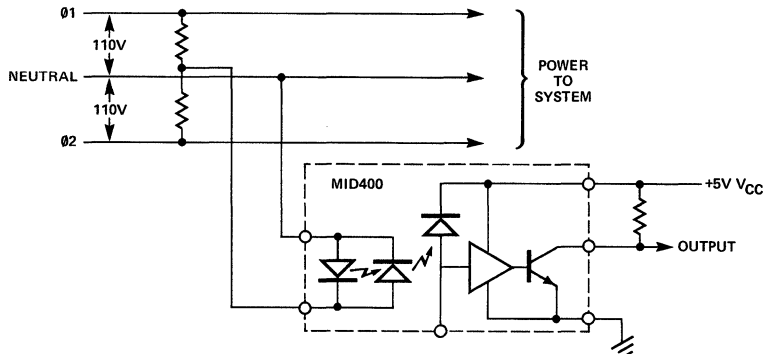 Ø1
110V
NEUTRAL
110V
Ø2
POWER
TO
SYSTEM
MID400
+5V VCC
OUTPUT